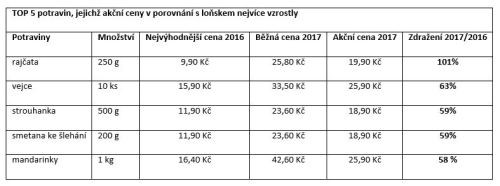 TOP 5 potravin, jejichž akční ceny v porovnání s loňskem nejvíce vzrostly
Potraviny Množství Nejvýhodnější cena 2016 Běžná cena 2017 Akční cena 2017 Zdražení 2017/2016
rajčata 250 g 9,90 Kč 25,80 Kč 19,90 Kč 101%
vejce 10 ks 15,90 Kč 33,50 Kč 25,90 Kč 63%
strouhanka 500 g 11,90 Kč 23,60 Kč 18,90 Kč 59%
smetana ke šlehání 200 g 11,90 Kč 23,60 Kč 18,90 Kč 59%
mandarinky 1 kg 16,40 Kč 42,60 Kč 25,90 Kč 58 %